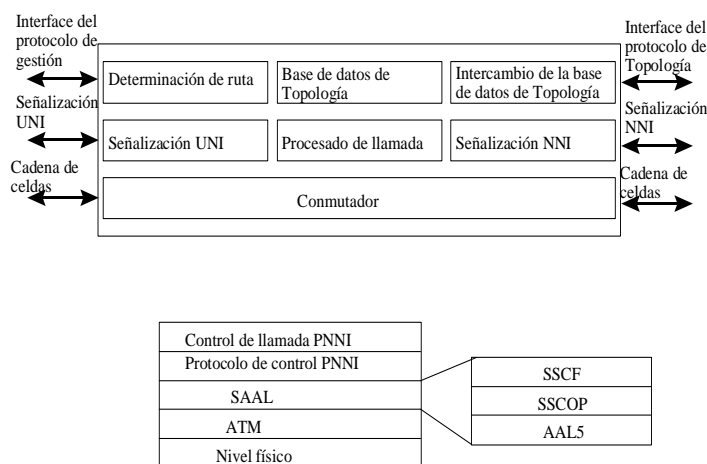 Interface del
protocolo de
gestión
Señalización
UNI
Cadena de
celdas
Determinación de ruta
Base de datos de
Topología
Intercambio de la base
de datos de Topología
Señalización UNI
Procesado de llamada
Señalización NNI
Conmutador
Interface del
protocolo de
Topología
Señalización
NNI
Cadena de
celdas
Control de llamada PNNI
Protocolo de control PNNI
SAAL
ATM
Nivel físico
SSCF
SSCOP
AAL5